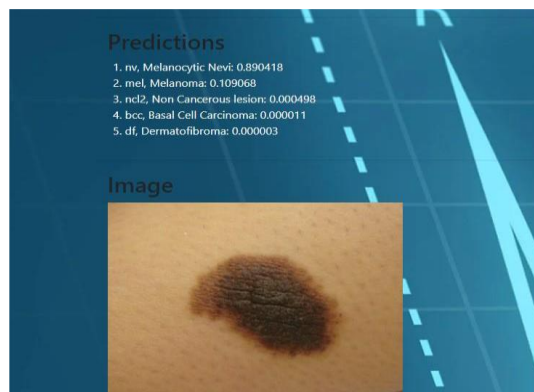 Predictions
1. nv, Melanocytic Nevi: 0.890418
2. mel, Melanoma: 0.109068
3. ncl2, Non Cancerous lesion: 0.000498
4. bcc, Basal Cell Carcinoma: 0.000011
5. df, Dermatofibroma: 0.000003
Image